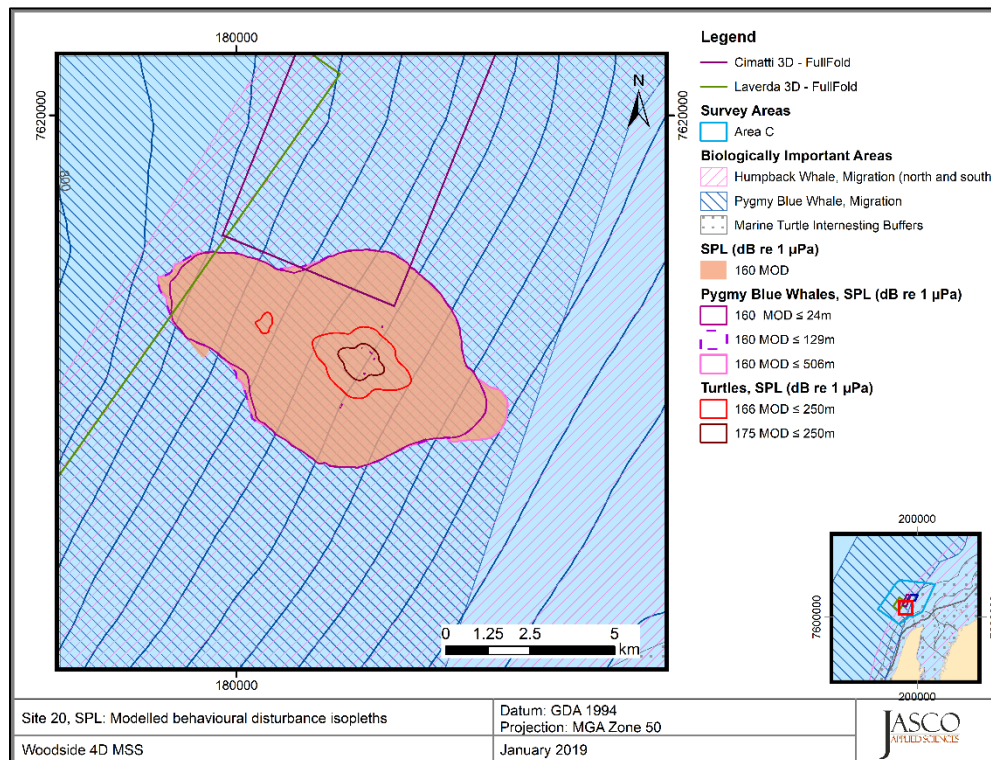 180000
7620000
7620000
800
N
0 1.25 2.5 5
km
180000
Legend
Cimatti 3D - FullFold
Laverda 3D - FullFold
Survey Areas
Area C
Biologically Important Areas
Humpback Whale, Migration (north and south)
Pygmy Blue Whale, Migration
Marine Turtle Internesting Buffers
SPL (dB re 1 µPa)
160 MOD
Pygmy Blue Whales, SPL (dB re 1 µPa)
160 MOD ≤ 24m
160 MOD ≤ 129m
160 MOD ≤ 506m
Turtles, SPL (dB re 1 µPa)
166 MOD ≤ 250m
175 MOD ≤ 250m
200000
7600000
200000
Site 20, SPL: Modelled behavioural disturbance isopleths
Datum: GDA 1994
Projection: MGA Zone 50
Woodside 4D MSS
January 2019
JASCO
APPLIED SCIENCES